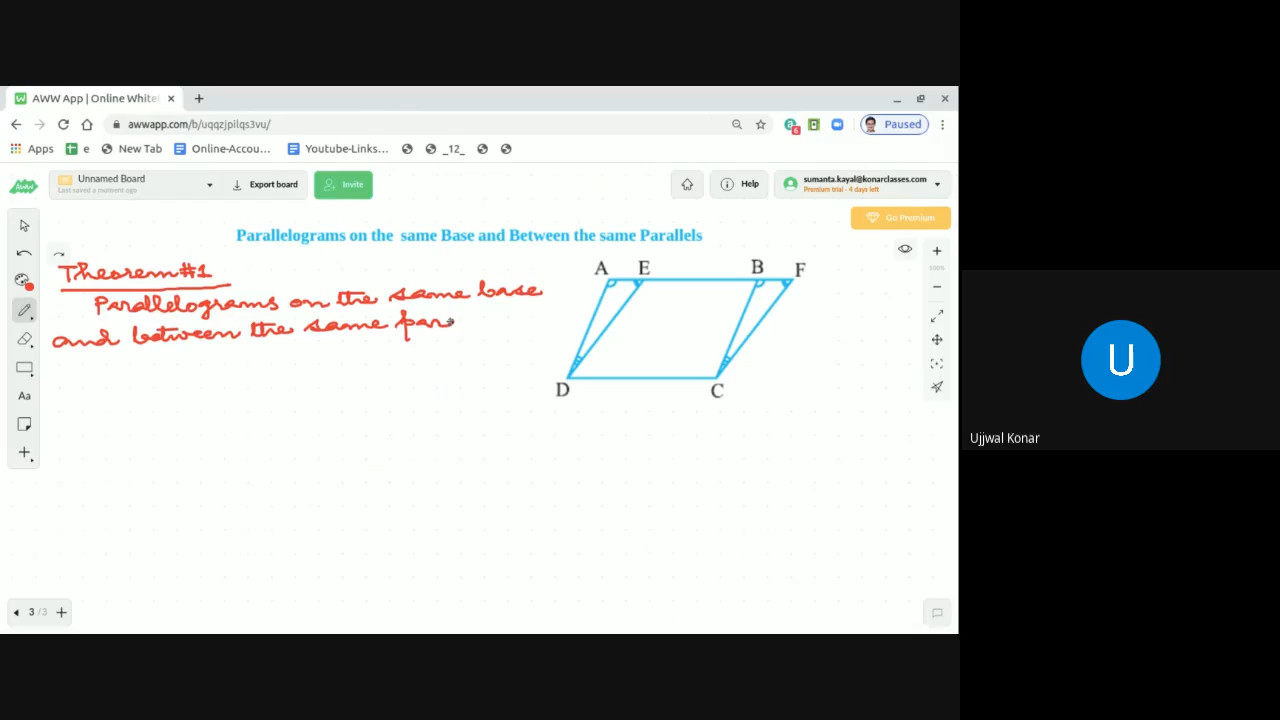 AWW App | Online White
awwapp.com/b/uqqzjpilqs3vu/
6
Paused
Apps
e
New Tab
Online-Accou...
Youtube-Links...
_12_
AWW
Unnamed Board
Last saved a moment ago
Export board
Invite
Help
sumanta.kayal@konarclasses.com
Premium trial - 4 days left
Go Premium
Parallelograms on the same Base and Between the same Parallels
Theorem#1
Parallelograms on the same base
and between the same par
A E B F
D C
100%
Aa
3 / 3
U
Ujjwal Konar